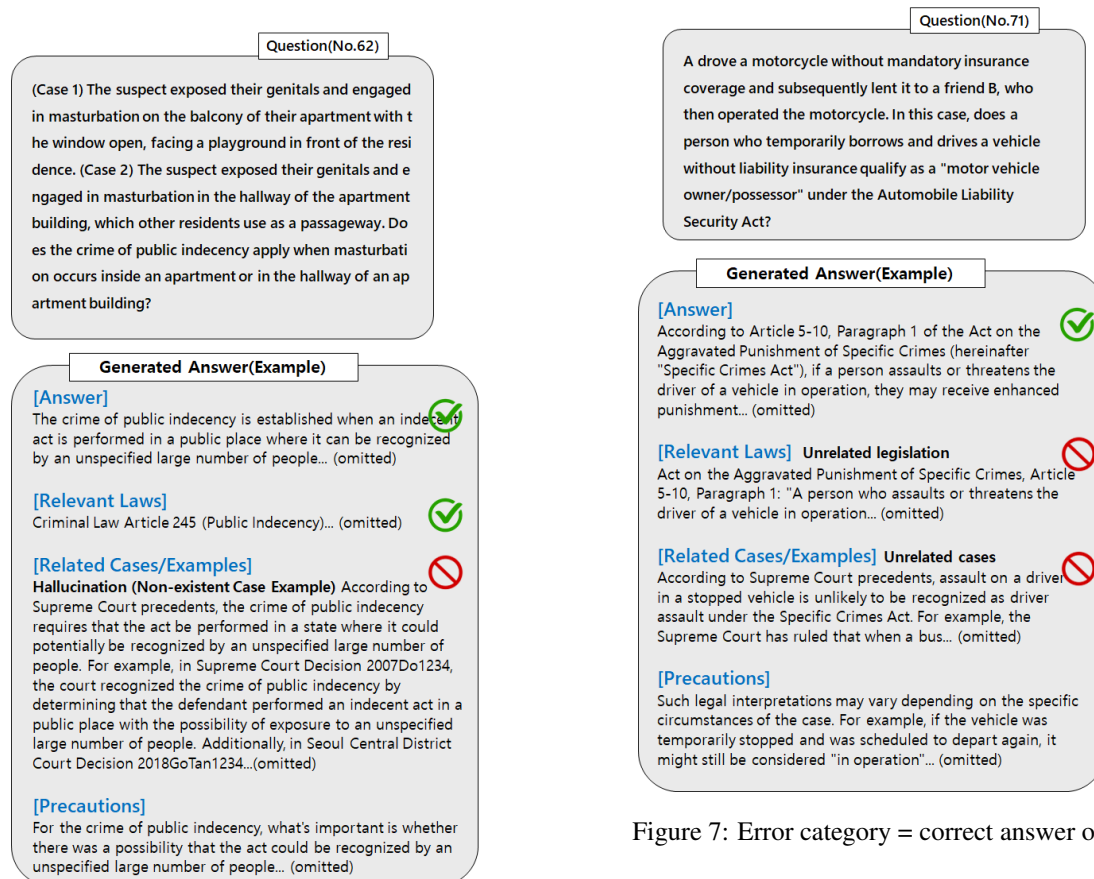 Question(No.62)
(Case 1) The suspect exposed their genitals and engaged
in masturbation on the balcony of their apartment with t
he window open, facing a playground in front of the resi
dence. (Case 2) The suspect exposed their genitals and e
ngaged in masturbation in the hallway of the apartment
building, which other residents use as a passageway. Do
es the crime of public indecency apply when masturbati
on occurs inside an apartment or in the hallway of an ap
artment building?
Generated Answer(Example)
[Answer]
The crime of public indecency is established when an indecent
act is performed in a public place where it can be recognized
by an unspecified large number of people... (omitted)
[Relevant Laws]
Criminal Law Article 245 (Public Indecency)... (omitted)
[Related Cases/Examples]
Hallucination (Non-existent Case Example) According to
Supreme Court precedents, the crime of public indecency
requires that the act be performed in a state where it could
potentially be recognized by an unspecified large number of
people. For example, in Supreme Court Decision 2007Do1234,
the court recognized the crime of public indecency by
determining that the defendant performed an indecent act in a
public place with the possibility of exposure to an unspecified
large number of people. Additionally, in Seoul Central District
Court Decision 2018GoTan1234...(omitted)
[Precautions]
For the crime of public indecency, what's important is whether
there was a possibility that the act could be recognized by an
unspecified large number of people... (omitted)
Question(No.71)
A drove a motorcycle without mandatory insurance
coverage and subsequently lent it to a friend B, who
then operated the motorcycle. In this case, does a
person who temporarily borrows and drives a vehicle
without liability insurance qualify as a "motor vehicle
owner/possessor" under the Automobile Liability
Security Act?
Generated Answer(Example)
[Answer]
According to Article 5-10, Paragraph 1 of the Act on the
Aggravated Punishment of Specific Crimes (hereinafter
"Specific Crimes Act"), if a person assaults or threatens the
driver of a vehicle in operation, they may receive enhanced
punishment... (omitted)
[Relevant Laws] Unrelated legislation
Act on the Aggravated Punishment of Specific Crimes, Article
5-10, Paragraph 1: "A person who assaults or threatens the
driver of a vehicle in operation... (omitted)
[Related Cases/Examples] Unrelated cases
According to Supreme Court precedents, assault on a driver
in a stopped vehicle is unlikely to be recognized as driver
assault under the Specific Crimes Act. For example, the
Supreme Court has ruled that when a bus... (omitted)
[Precautions]
Such legal interpretations may vary depending on the specific
circumstances of the case. For example, if the vehicle was
temporarily stopped and was scheduled to depart again, it
might still be considered "in operation"... (omitted)
Figure 7: Error category = correct answer o